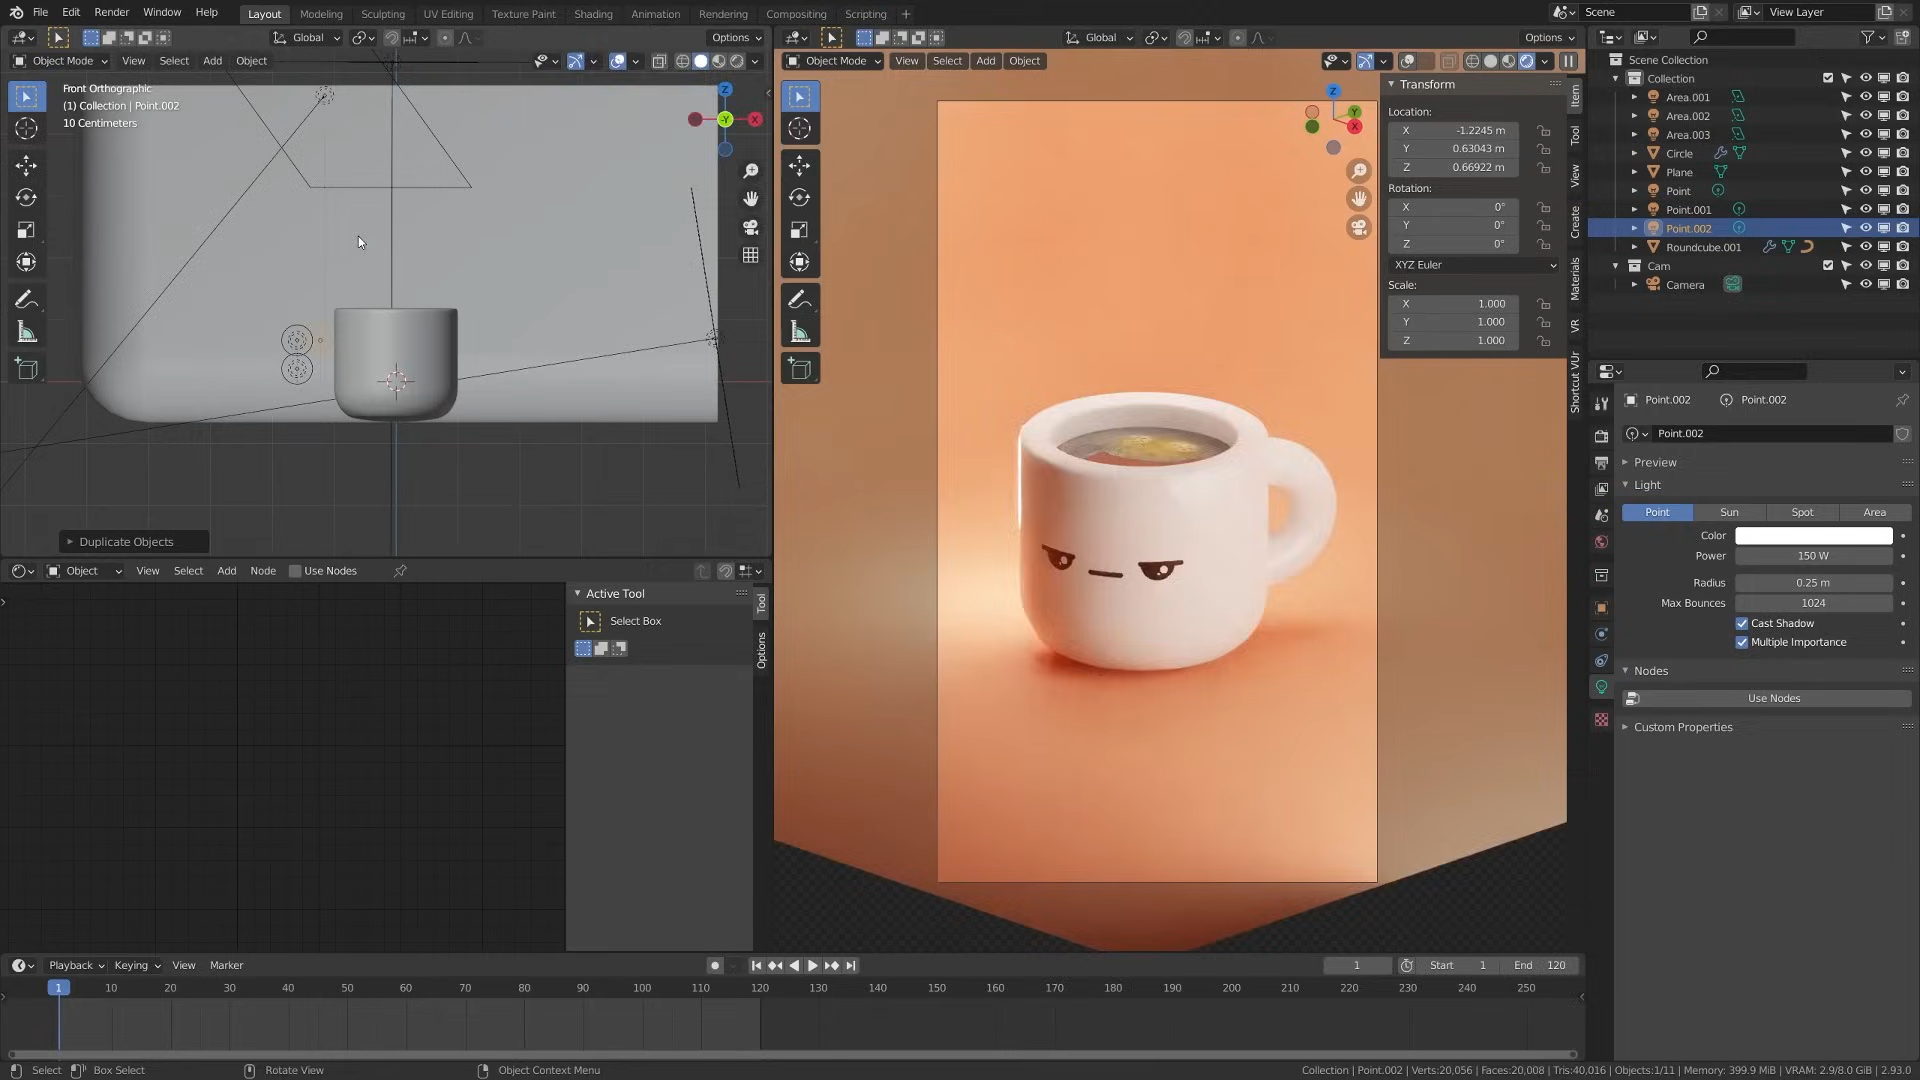 File Edit Render Window Help Layout Modeling Sculpting UV Editing Texture Paint Shading Animation Rendering Compositing Scripting + Scene View Layer
Global Options
Object Mode View Select Add Object
Front Orthographic
(1) Collection | Point.002
10 Centimeters
Z
X
-Y
Duplicate Objects
Global Options
Object Mode View Select Add Object
Z
Y
X
Transform
Location:
X -1.2245 m
Y 0.63043 m
Z 0.66922 m
Rotation:
X 0°
Y 0°
Z 0°
XYZ Euler
Scale:
X 1.000
Y 1.000
Z 1.000
Item
Tool
View
Create
Materials
VR
Shortcut VUr
Scene Collection
Collection
Area.001
Area.002
Area.003
Circle
Plane
Point
Point.001
Point.002
Roundcube.001
Cam
Camera
Point.002 Point.002
Point.002
Preview
Light
Point Sun Spot Area
Color
Power 150 W
Radius 0.25 m
Max Bounces 1024
Cast Shadow
Multiple Importance
Nodes
Use Nodes
Custom Properties
Object View Select Add Node Use Nodes
Active Tool
Select Box
Tool
Options
Playback Keying View Marker 1 Start 1 End 120
1 10 20 30 40 50 60 70 80 90 100 110 120 130 140 150 160 170 180 190 200 210 220 230 240 250
Select Box Select Rotate View Object Context Menu Collection | Point.002 | Verts:20,056 | Faces:20,008 | Tris:40,016 | Objects:1/11 | Memory: 399.9 MiB | VRAM: 2.9/8.0 GiB | 2.93.0